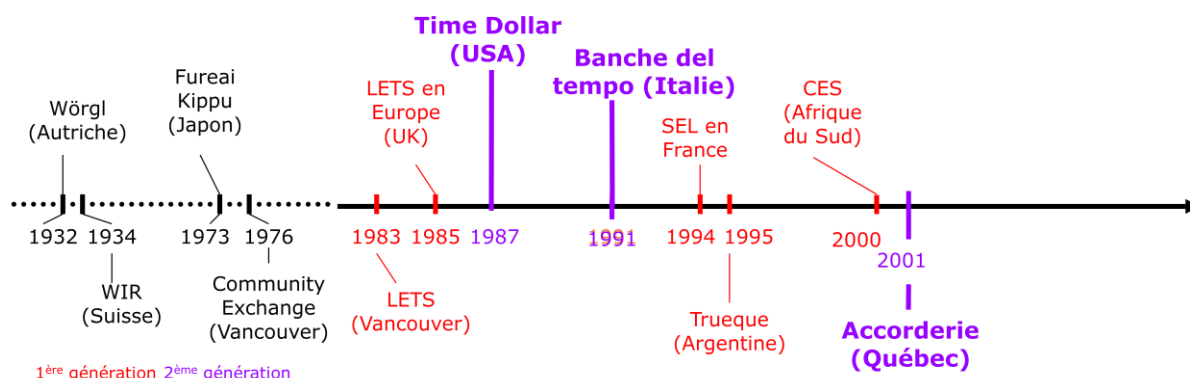 Time Dollar
(USA)
Banche del
tempo (Italie)
Wörgl
(Autriche)
Fureai
Kippu
(Japon)
LETS en
Europe
(UK)
SEL en
France
CES
(Afrique
du Sud)
1932 1934 1973 1976 1983 1985 1987 1991 1994 1995 2000 2001
WIR
(Suisse)
Community
Exchange
(Vancouver)
LETS
(Vancouver)
Trueque
(Argentine)
Accorderie
(Québec)
1ère génération 2ème génération